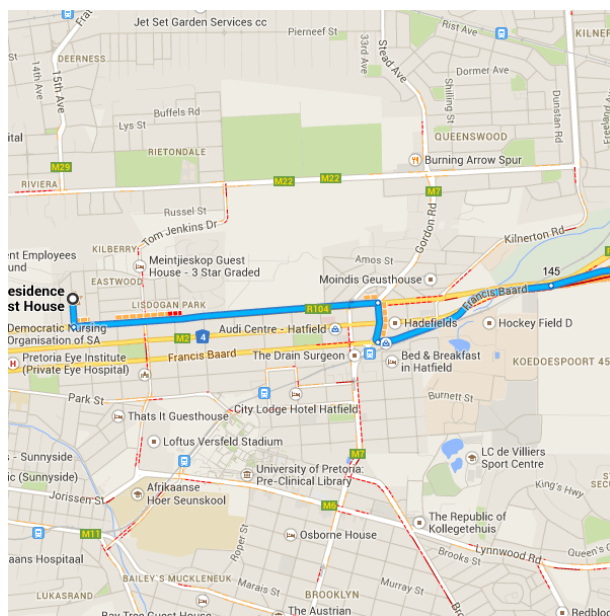 Jet Set Garden Services cc
Pierneef St
Rist Ave
DEERNESS
14th Ave
15th Ave
33rd Ave
Stead Ave
Shilling St
Dormer Ave
Dunstan Rd
Buffels Rd
Lys St
QUEENSWOOD
RIETONDALE
Burning Arrow Spur
M29
RIVIERA
M22
M22
M7
Russel St
Tom Jenkins Dr
Gordon Rd
KILBERRY
Kilnerton Rd
ent Employees
und
Meintjieskop Guest
House - 3 Star Graded
Amos St
EASTWOOD
Moindis Geusthouse
145
esidence
st House
LISDOGAN PARK
R104
Francis Baard
Democratic Nursing
Organisation of SA
M2
4
Audi Centre - Hatfield
Hadefields
Hockey Field D
Pretoria Eye Institute
(Private Eye Hospital)
Francis Baard
The Drain Surgeon
Bed & Breakfast
in Hatfield
KOEDOESPOORT 45
Park St
Burnett St
City Lodge Hotel Hatfield
Thats It Guesthouse
Loftus Versfeld Stadium
M7
LC de Villiers
Sport Centre
s - Sunnyside
ic (Sunnyside)
University of Pretoria:
Pre-Clinical Library
King's Hwy
Jorissen St
Afrikaanse
Hoer Seunskool
M6
The Republic of
Kollegetehuis
M11
Roper St
Osborne House
Lynnwood Rd
Queen's C
aans Hospitaal
Brooks St
BAILEY'S MUCKLENEUK
Marais St
Murray St
LUKASRAND
BROOKLYN
Bay Tree Guest House
The Austrian
Redbloo